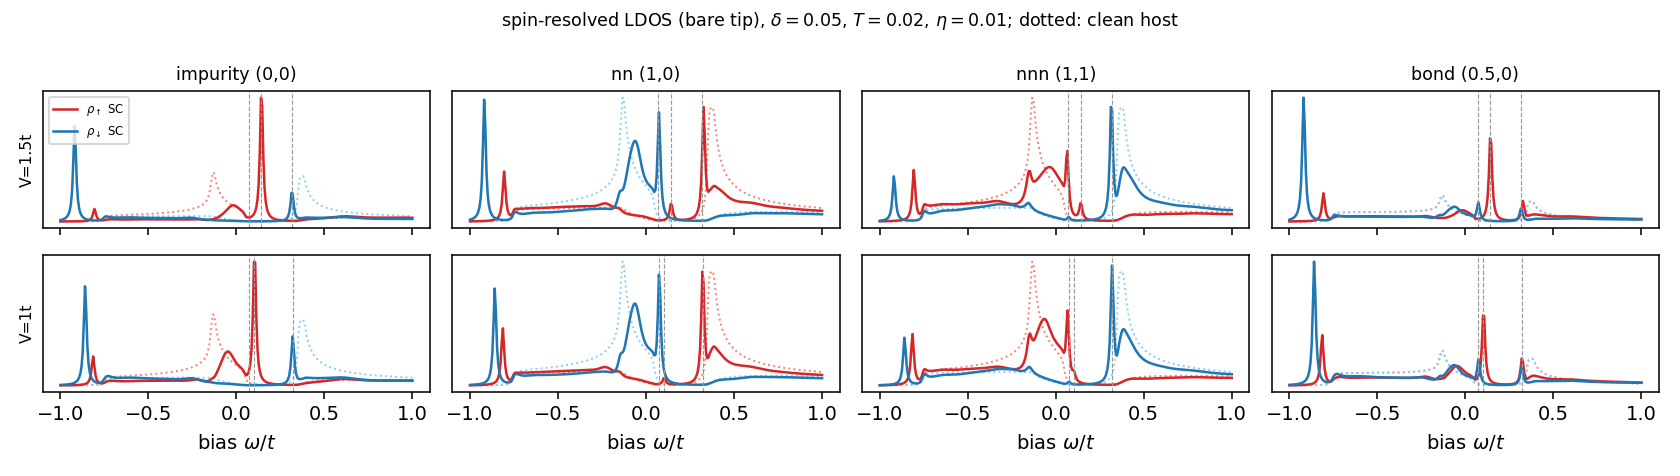 spin-resolved LDOS (bare tip), δ = 0.05, T = 0.02, η = 0.01; dotted: clean host
impurity (0,0)
nn (1,0)
nnn (1,1)
bond (0.5,0)
V=1.5t
ρ↑ SC
ρ↓ SC
V=1t
−1.0 −0.5 0.0 0.5 1.0
−1.0 −0.5 0.0 0.5 1.0
−1.0 −0.5 0.0 0.5 1.0
−1.0 −0.5 0.0 0.5 1.0
bias ω/t
bias ω/t
bias ω/t
bias ω/t